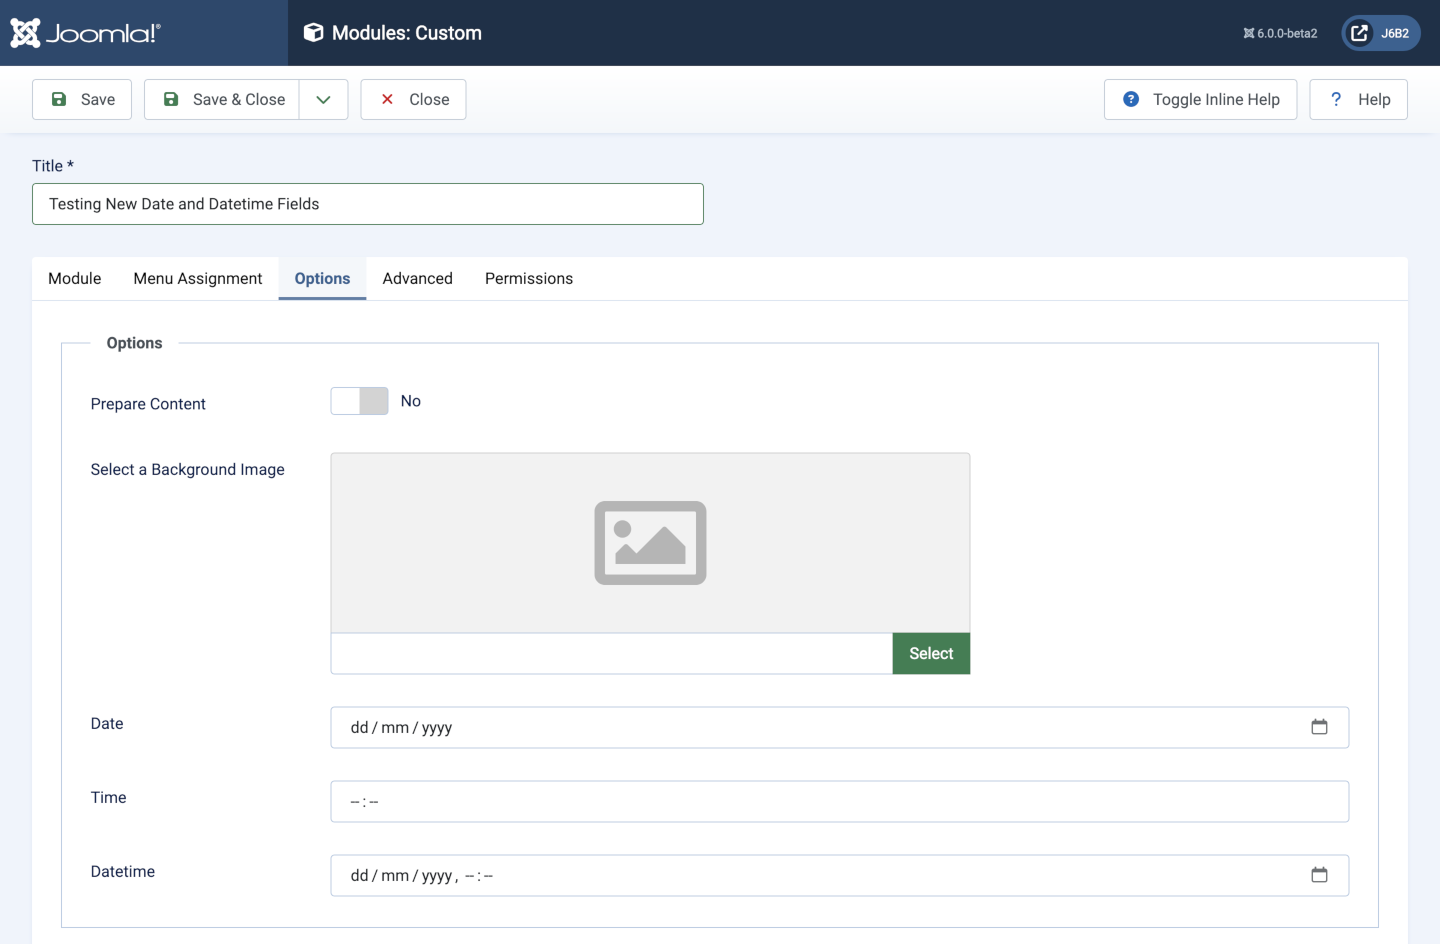 Joomla!®
Modules: Custom
6.0.0-beta2
J6B2
Save
Save & Close
Close
Toggle Inline Help
? Help
Title *
Testing New Date and Datetime Fields
Module
Menu Assignment
Options
Advanced
Permissions
Options
Prepare Content
No
Select a Background Image
Select
Date
dd / mm / yyyy
Time
-- : --
Datetime
dd / mm / yyyy , -- : --